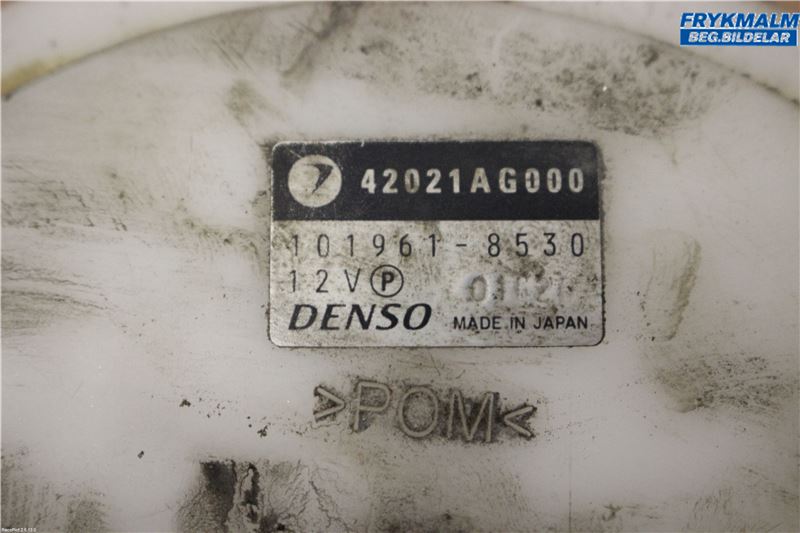 FRYKMALM
BEG.BILDELAR
42021AG000
101961-8530
12V P
DENSO MADE IN JAPAN
>POM<